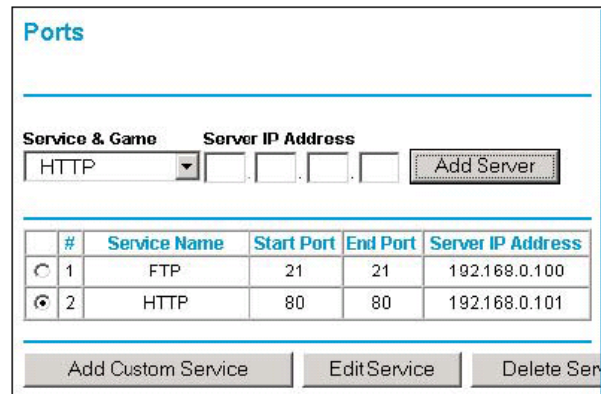 Ports
Service & Game Server IP Address
HTTP . . . Add Server
# Service Name Start Port End Port Server IP Address
1 FTP 21 21 192.168.0.100
2 HTTP 80 80 192.168.0.101
Add Custom Service Edit Service Delete Ser